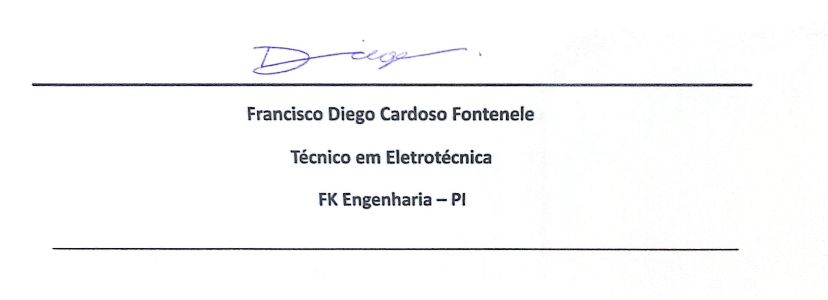 Diego
Francisco Diego Cardoso Fontenele
Técnico em Eletrotécnica
FK Engenharia – PI